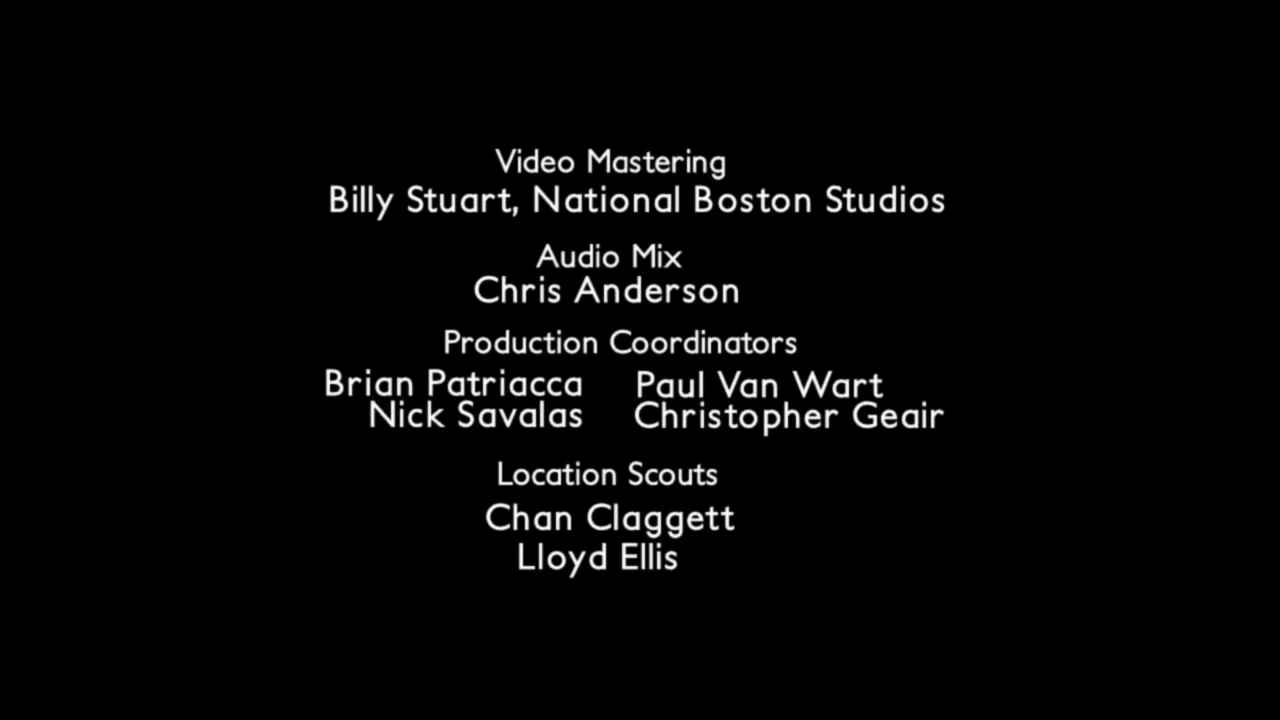 Video Mastering
Billy Stuart, National Boston Studios
Audio Mix
Chris Anderson
Production Coordinators
Brian Patriacca Paul Van Wart
Nick Savalas Christopher Geair
Location Scouts
Chan Claggett
Lloyd Ellis